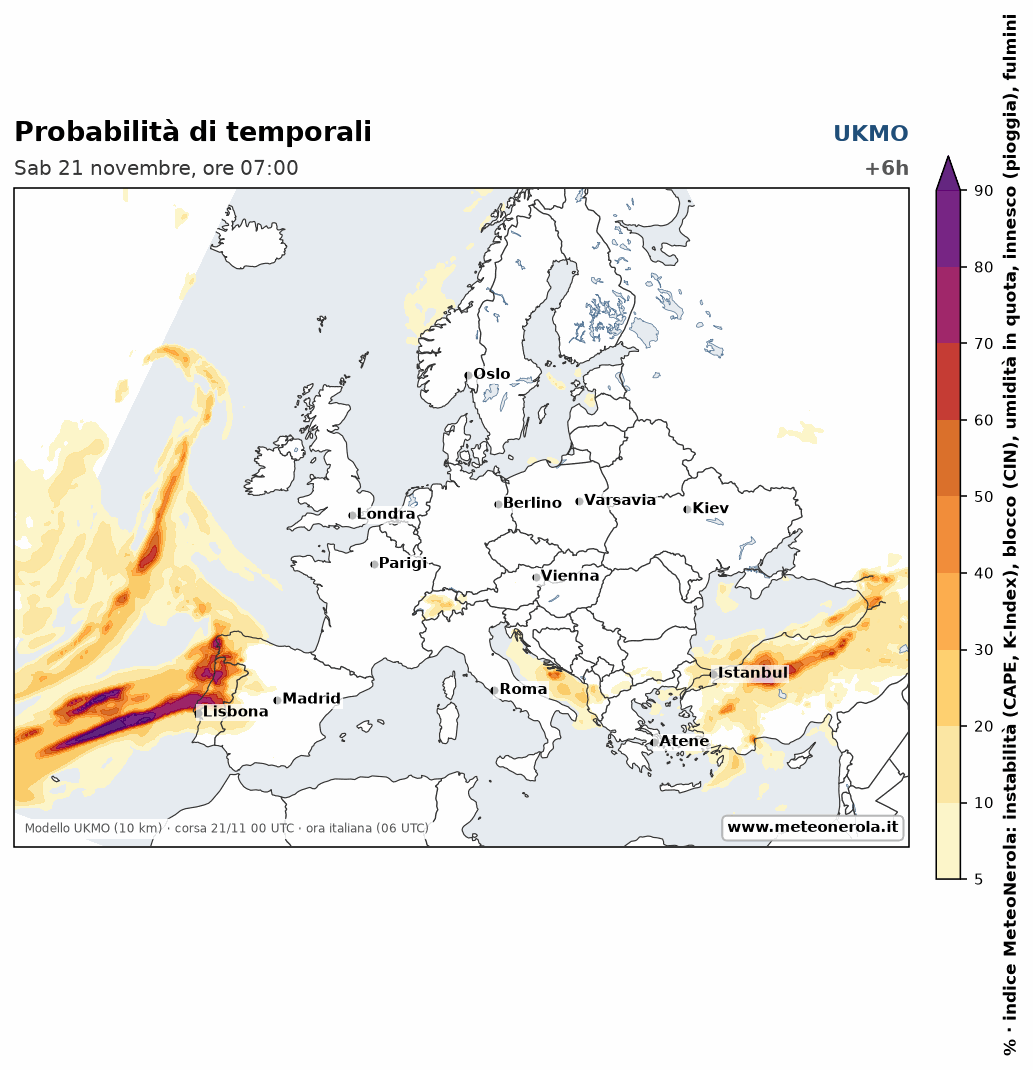 Probabilità di temporali
UKMO
Sab 21 novembre, ore 07:00
+6h
Oslo
Londra
Berlino
Varsavia
Kiev
Parigi
Vienna
Istanbul
Roma
Madrid
Lisbona
Atene
Modello UKMO (10 km) · corsa 21/11 00 UTC · ora italiana (06 UTC)
www.meteonerola.it
90
80
70
60
50
40
30
20
10
5
% · indice MeteoNerola: instabilità (CAPE, K-Index), blocco (CIN), umidità in quota, innesco (pioggia), fulmini